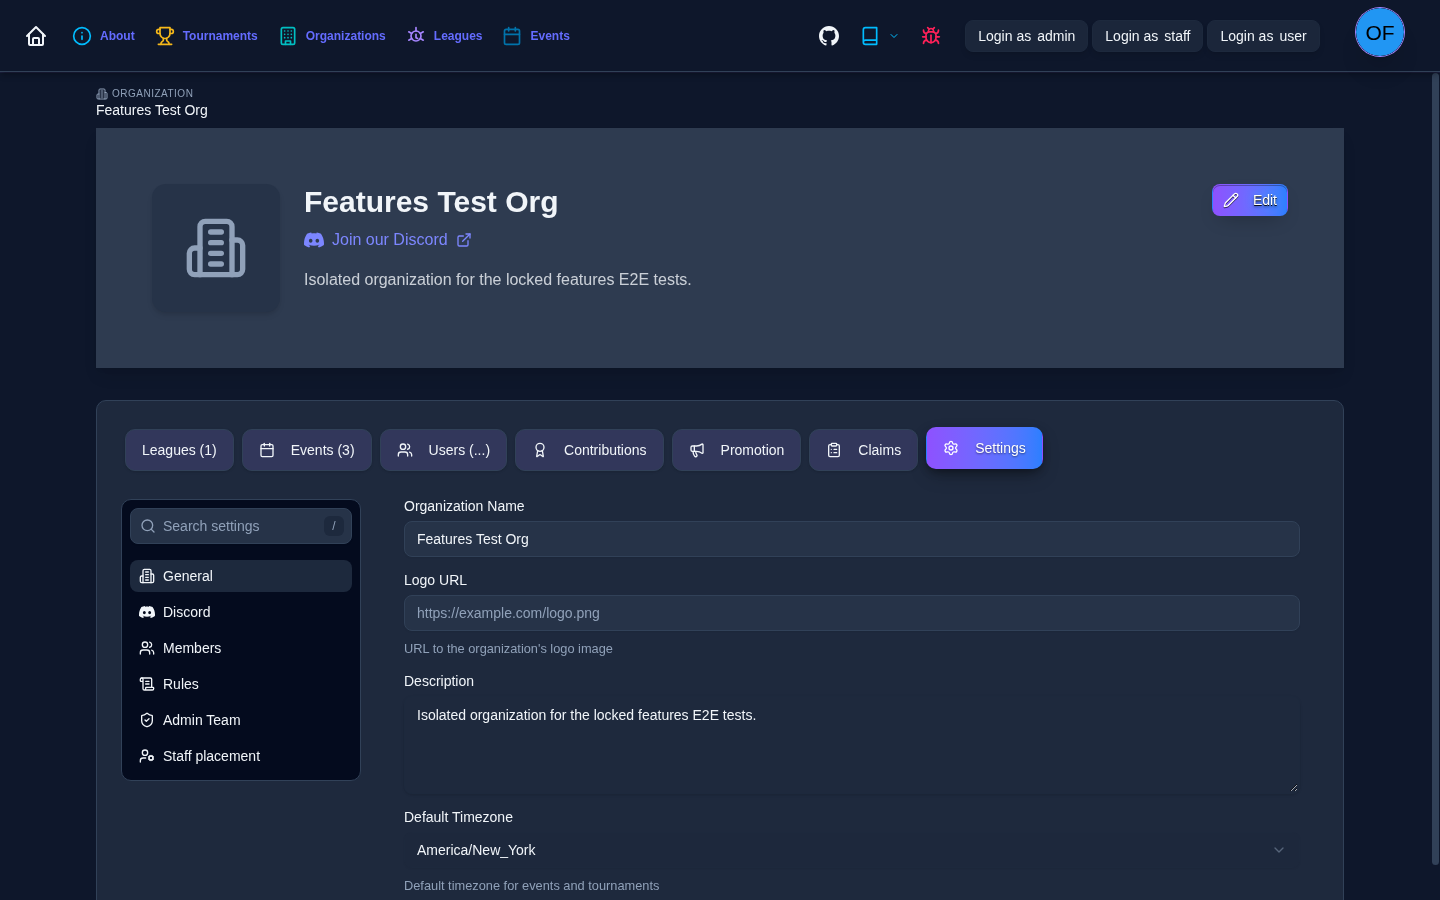 About
Tournaments
Organizations
Leagues
Events
Login as admin
Login as staff
Login as user
OF
ORGANIZATION
Features Test Org
Features Test Org
Edit
Join our Discord
Isolated organization for the locked features E2E tests.
Leagues (1)
Events (3)
Users (...)
Contributions
Promotion
Claims
Settings
Search settings
/
General
Discord
Members
Rules
Admin Team
Staff placement
Organization Name
Features Test Org
Logo URL
https://example.com/logo.png
URL to the organization's logo image
Description
Isolated organization for the locked features E2E tests.
Default Timezone
America/New_York
Default timezone for events and tournaments